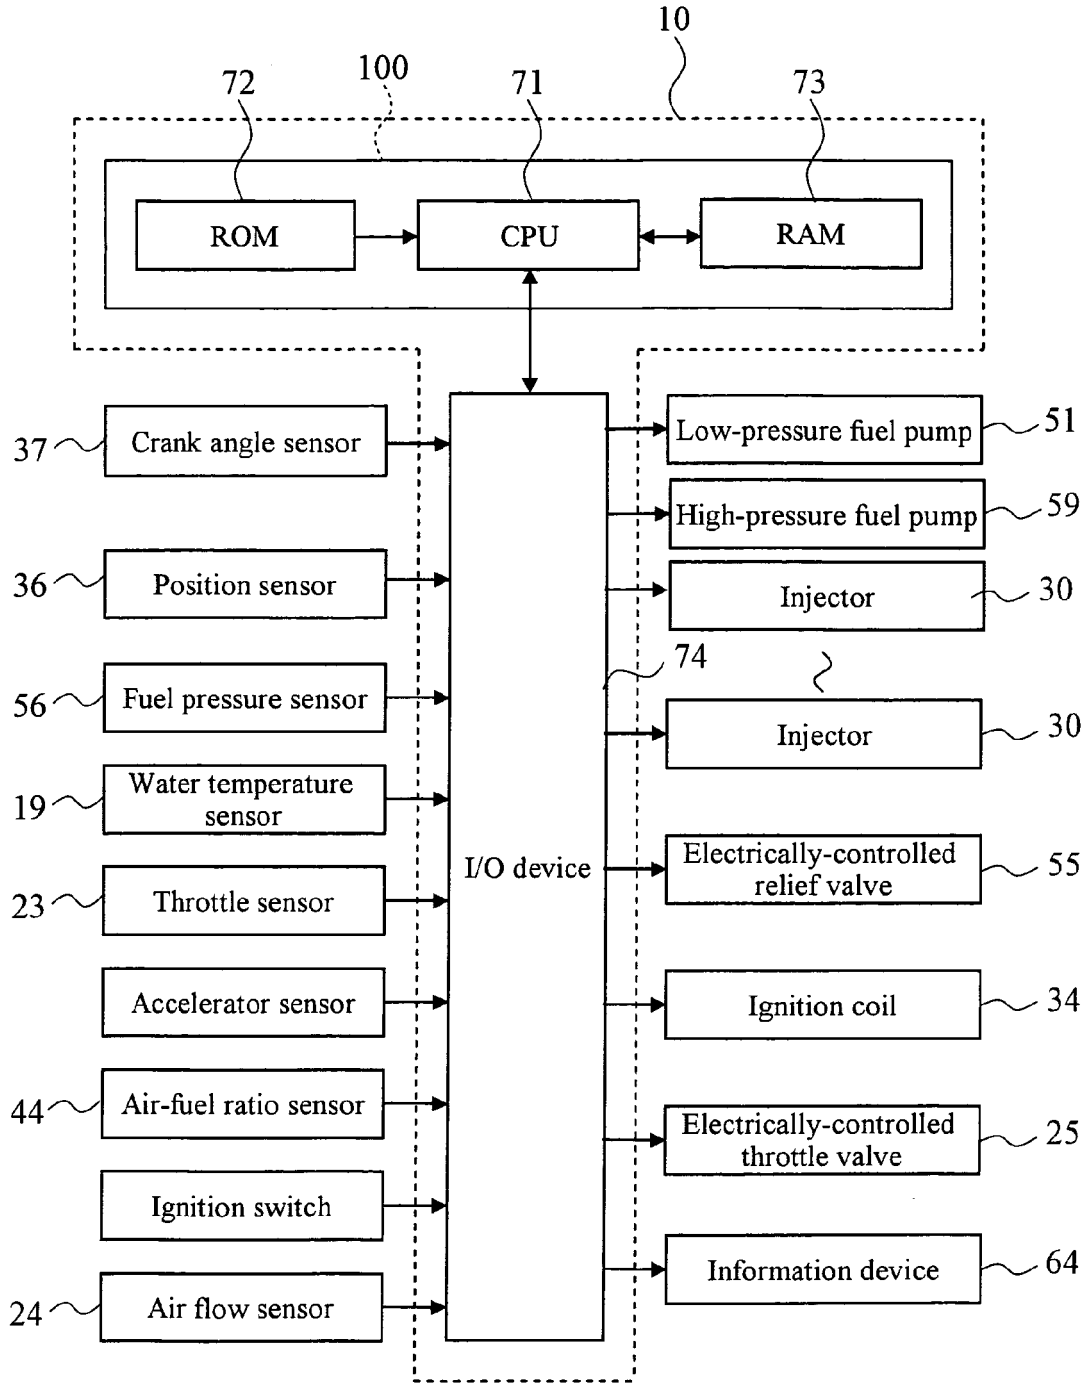 10
100
72
71
73
ROM
CPU
RAM
37
Crank angle sensor
36
Position sensor
56
Fuel pressure sensor
19
Water temperature
sensor
23
Throttle sensor
Accelerator sensor
44
Air-fuel ratio sensor
Ignition switch
24
Air flow sensor
I/O device
74
Low-pressure fuel pump
51
High-pressure fuel pump
59
Injector
30
Injector
30
Electrically-controlled
relief valve
55
Ignition coil
34
Electrically-controlled
throttle valve
25
Information device
64